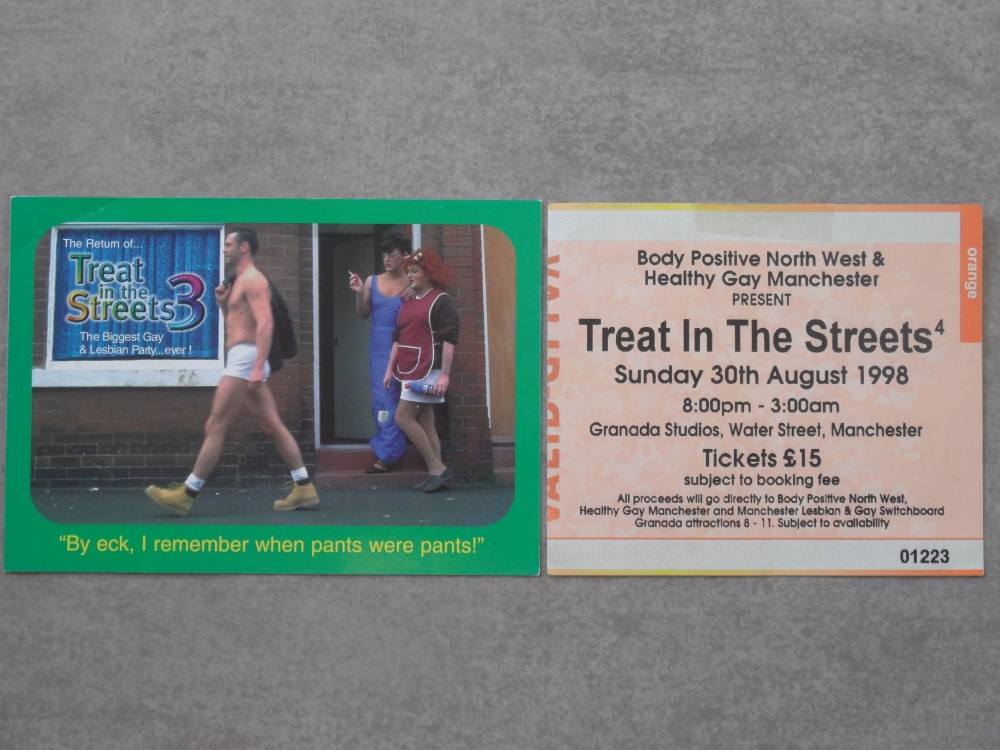 The Return of...
Treat
in the
Streets 3
The Biggest Gay
& Lesbian Party...ever !
“By eck, I remember when pants were pants!”
orange
Body Positive North West &
Healthy Gay Manchester
PRESENT
Treat In The Streets⁴
Sunday 30th August 1998
8:00pm - 3:00am
Granada Studios, Water Street, Manchester
Tickets £15
subject to booking fee
All proceeds will go directly to Body Positive North West,
Healthy Gay Manchester and Manchester Lesbian & Gay Switchboard
Granada attractions 8 - 11. Subject to availability
01223